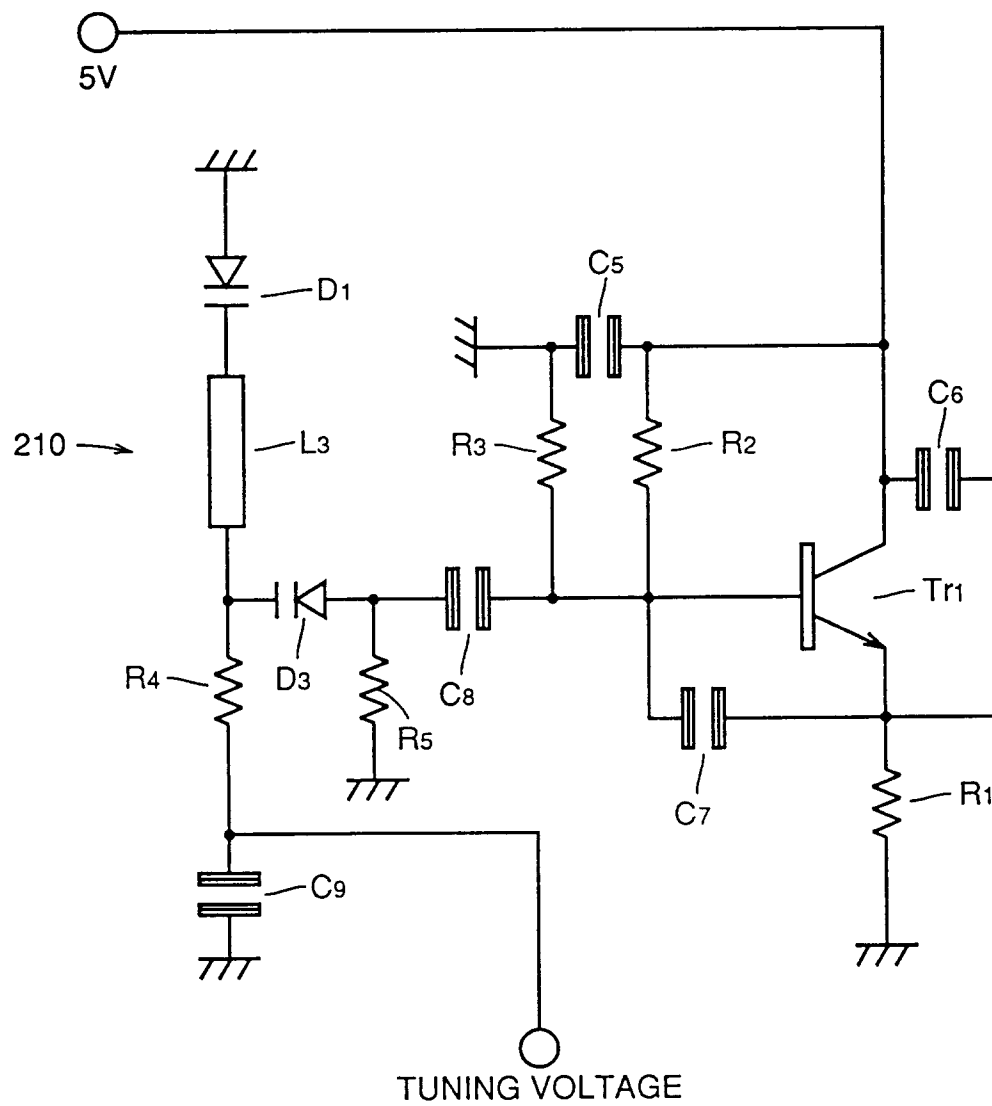 5V
D1
C5
C6
210
L3
R3
R2
Tr1
R4
D3
R5
C8
C7
R1
C9
TUNING VOLTAGE